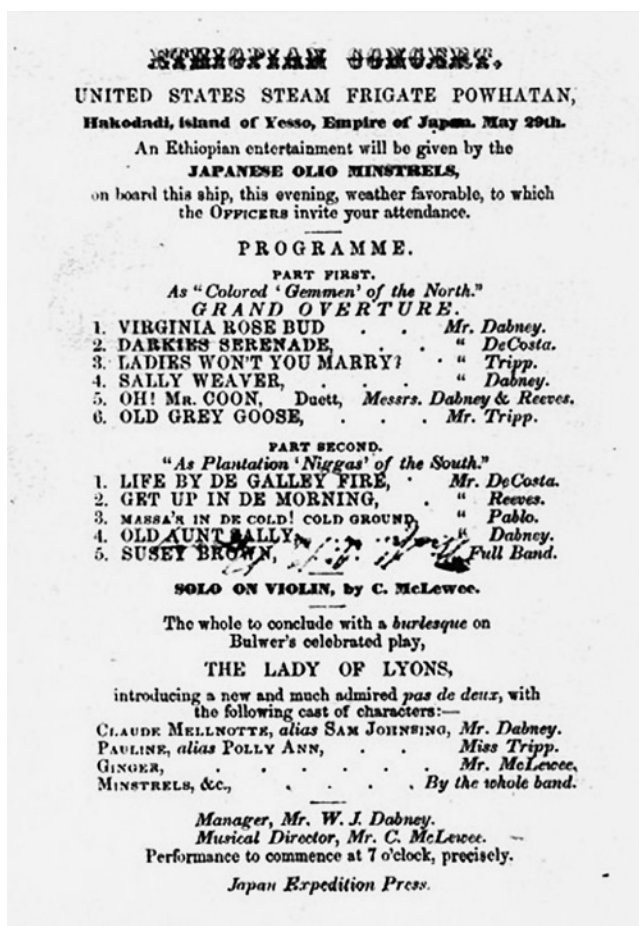 ETHIOPIAN CONCERT,
UNITED STATES STEAM FRIGATE POWHATAN,
Hakodadi, island of Yesso, Empire of Japan. May 29th.
An Ethiopian entertainment will be given by the
JAPANESE OLIO MINSTRELS,
on board this ship, this evening, weather favorable, to which
the OFFICERS invite your attendance.
PROGRAMME.
PART FIRST.
As "Colored 'Gemmen' of the North."
GRAND OVERTURE.
1. VIRGINIA ROSE BUD . . Mr. Dabney.
2. DARKIES SERENADE, . . " DeCosta.
3. LADIES WON'T YOU MARRY? . " Tripp.
4. SALLY WEAVER, . . . " Dabney.
5. OH! MR. COON, Duett, Messrs. Dabney & Reeves.
6. OLD GREY GOOSE, . . . Mr. Tripp.
PART SECOND.
"As Plantation 'Niggas' of the South."
1. LIFE BY DE GALLEY FIRE, . Mr. DeCosta.
2. GET UP IN DE MORNING, . " Reeves.
3. MASSA'R IN DE COLD! COLD GROUND, " Pablo.
4. OLD AUNT SALLY, " Dabney.
5. SUSEY BROWN, Full Band.
SOLO ON VIOLIN, by C. McLewee.
The whole to conclude with a burlesque on
Bulwer's celebrated play,
THE LADY OF LYONS,
introducing a new and much admired pas de deux, with
the following cast of characters:—
CLAUDE MELLNOTTE, alias SAM JOHNSING, Mr. Dabney.
PAULINE, alias POLLY ANN, . . Miss Tripp.
GINGER, . . . . . . Mr. McLewee.
MINSTRELS, &c., . . . . By the whole band.
Manager, Mr. W. J. Dabney.
Musical Director, Mr. C. McLewee.
Performance to commence at 7 o'clock, precisely.
Japan Expedition Press.